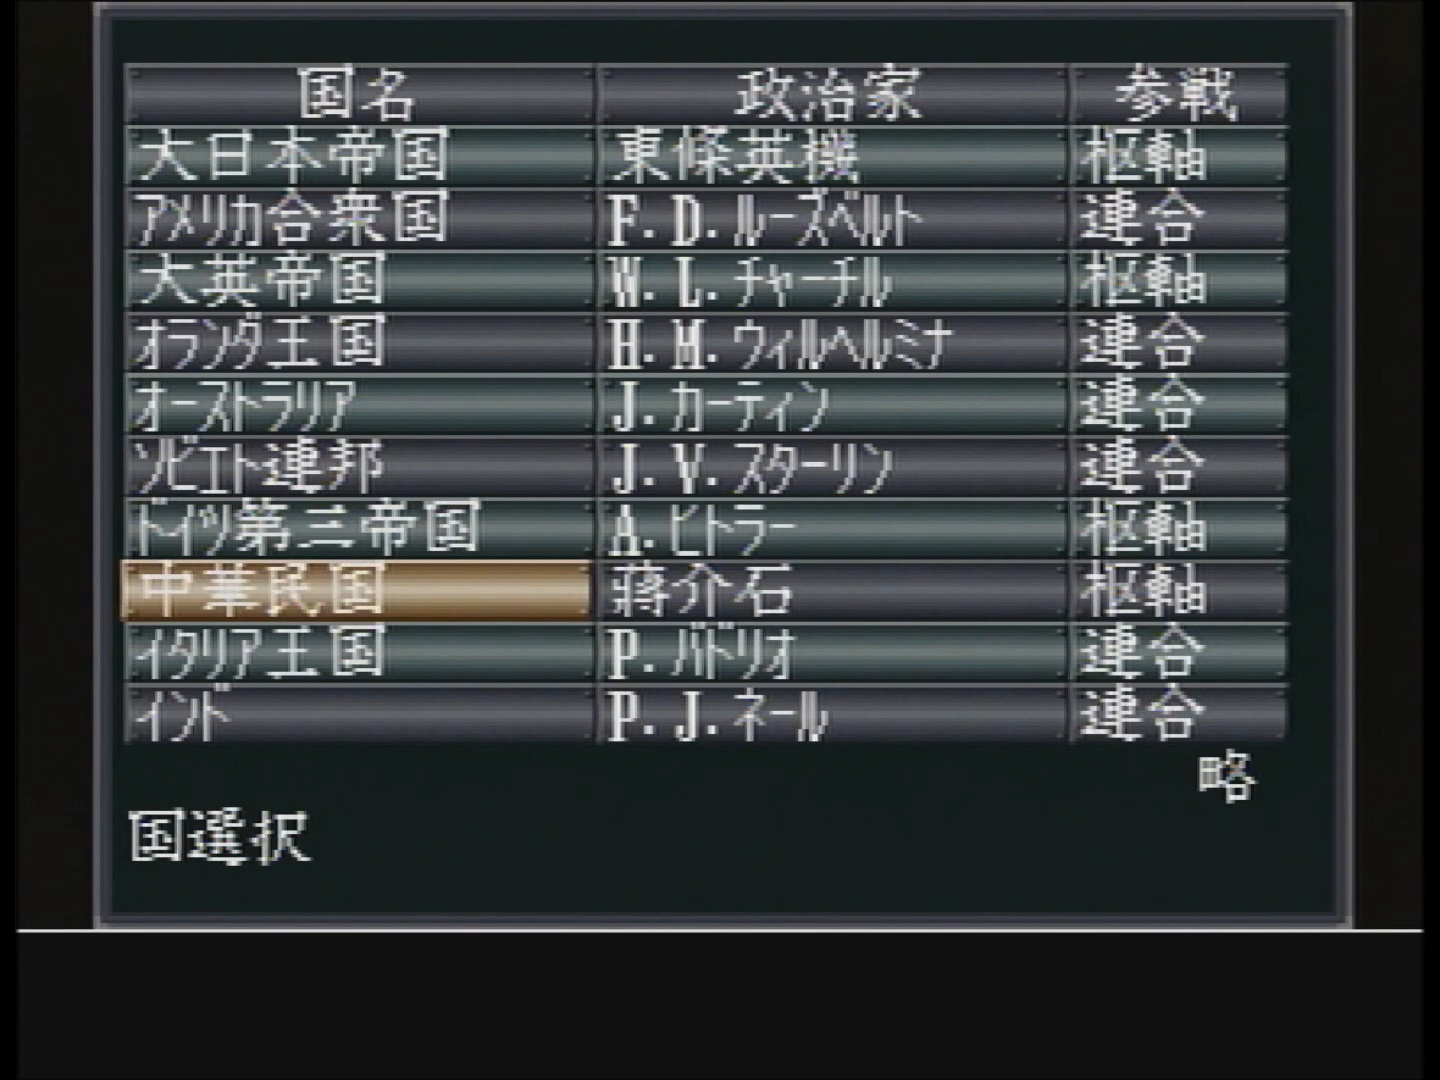 国名 政治家 参戦
大日本帝国 東條英機 枢軸
アメリカ合衆国 F.D.ルーズベルト 連合
大英帝国 W.L.チャーチル 枢軸
オランダ王国 H.M.ウィルヘルミナ 連合
オーストラリア J.カーティン 連合
ソビエト連邦 J.V.スターリン 連合
ドイツ第三帝国 A.ヒトラー 枢軸
中華民国 蒋介石 枢軸
イタリア王国 P.バドリオ 連合
インド P.J.ネール 連合
略
国選択